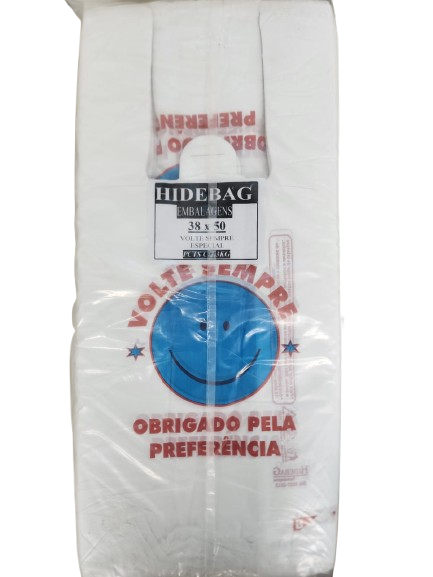 HIDEBAG
EMBALAGENS
38 x 50
VOLTE SEMPRE
ESPECIAL
VOLTE SEMPRE
OBRIGADO PELA
PREFERÊNCIA